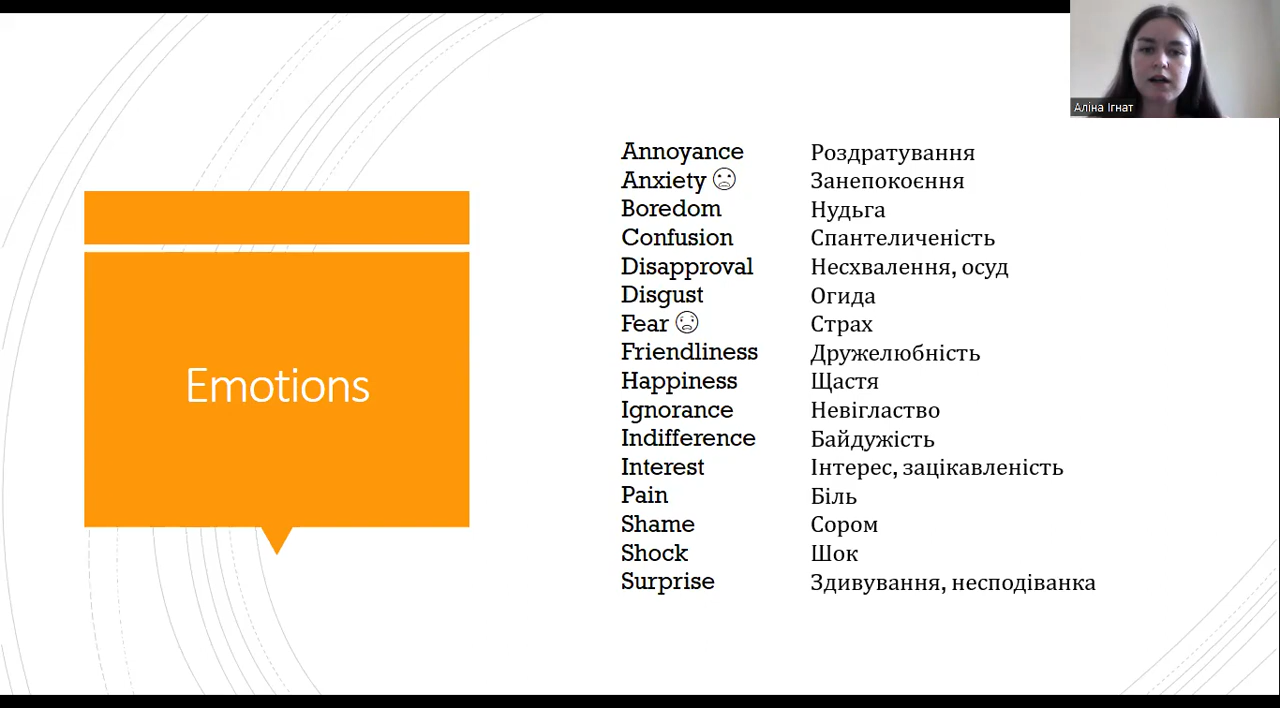 Аліна Ігнат
Emotions
Annoyance Роздратування
Anxiety ☹ Занепокоєння
Boredom Нудьга
Confusion Спантеличеність
Disapproval Несхвалення, осуд
Disgust Огида
Fear ☹ Страх
Friendliness Дружелюбність
Happiness Щастя
Ignorance Невігластво
Indifference Байдужість
Interest Інтерес, зацікавленість
Pain Біль
Shame Сором
Shock Шок
Surprise Здивування, несподіванка